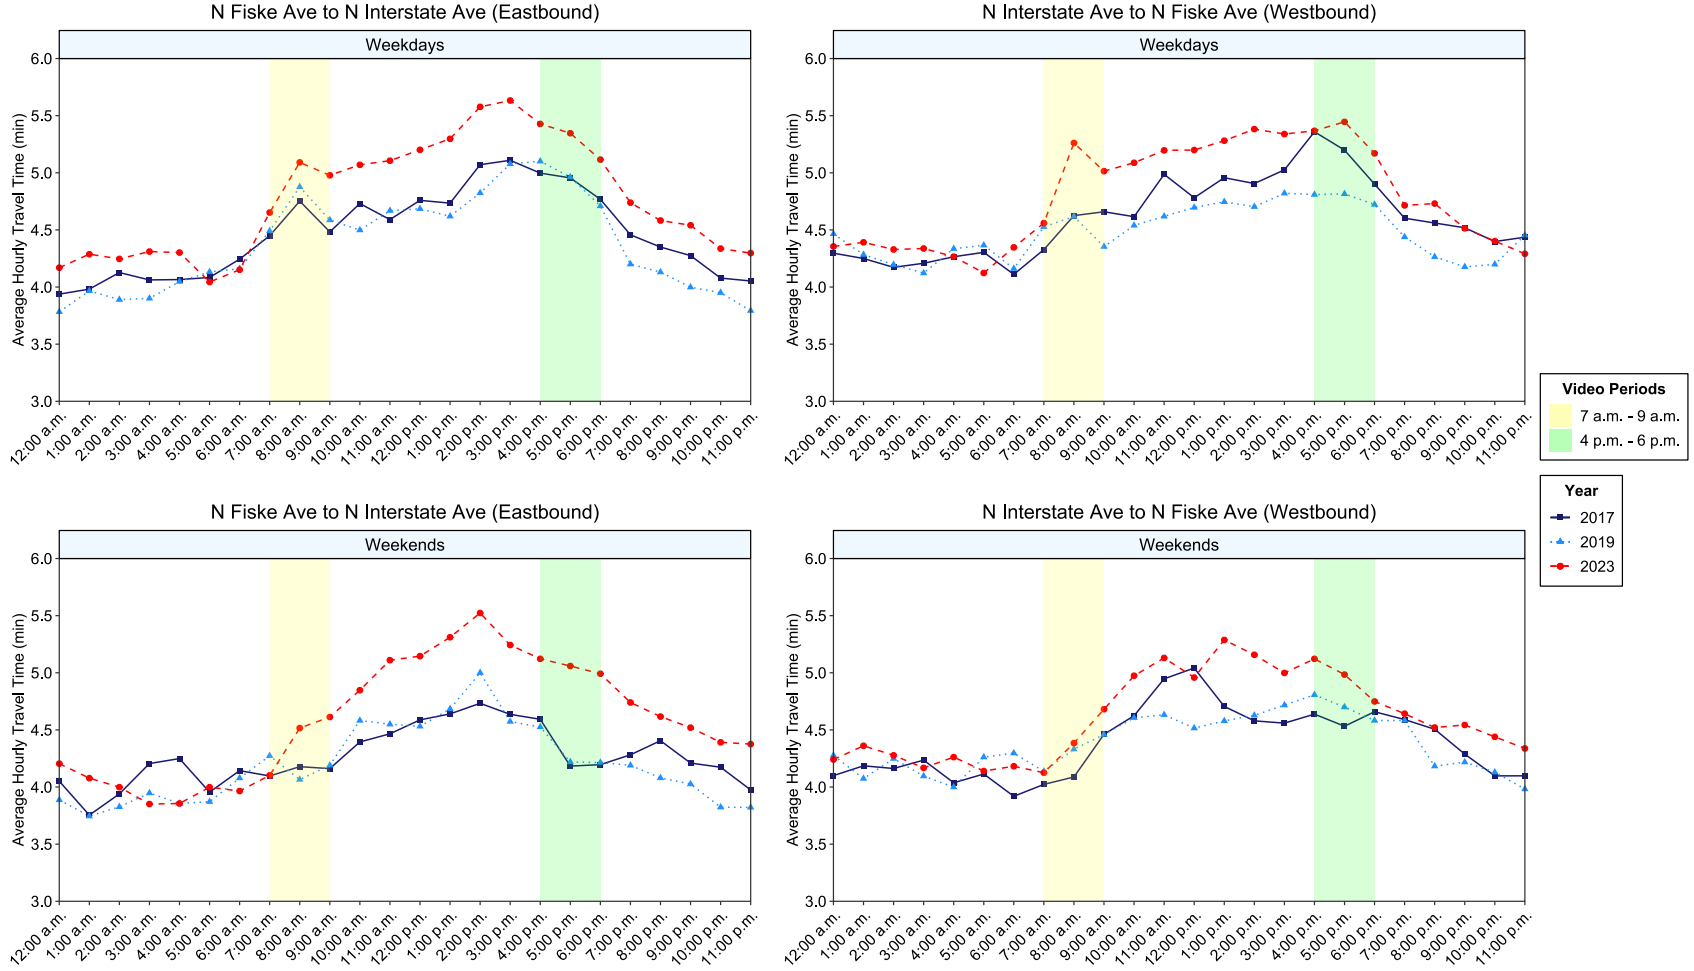 N Fiske Ave to N Interstate Ave (Eastbound)
Weekdays
Average Hourly Travel Time (min)
6.0
5.5
5.0
4.5
4.0
3.5
3.0
12:00 a.m.
1:00 a.m.
2:00 a.m.
3:00 a.m.
4:00 a.m.
5:00 a.m.
6:00 a.m.
7:00 a.m.
8:00 a.m.
9:00 a.m.
10:00 a.m.
11:00 a.m.
12:00 p.m.
1:00 p.m.
2:00 p.m.
3:00 p.m.
4:00 p.m.
5:00 p.m.
6:00 p.m.
7:00 p.m.
8:00 p.m.
9:00 p.m.
10:00 p.m.
11:00 p.m.
N Interstate Ave to N Fiske Ave (Westbound)
Weekdays
Average Hourly Travel Time (min)
6.0
5.5
5.0
4.5
4.0
3.5
3.0
12:00 a.m.
1:00 a.m.
2:00 a.m.
3:00 a.m.
4:00 a.m.
5:00 a.m.
6:00 a.m.
7:00 a.m.
8:00 a.m.
9:00 a.m.
10:00 a.m.
11:00 a.m.
12:00 p.m.
1:00 p.m.
2:00 p.m.
3:00 p.m.
4:00 p.m.
5:00 p.m.
6:00 p.m.
7:00 p.m.
8:00 p.m.
9:00 p.m.
10:00 p.m.
11:00 p.m.
Video Periods
7 a.m. - 9 a.m.
4 p.m. - 6 p.m.
Year
2017
2019
2023
N Fiske Ave to N Interstate Ave (Eastbound)
Weekends
Average Hourly Travel Time (min)
6.0
5.5
5.0
4.5
4.0
3.5
3.0
12:00 a.m.
1:00 a.m.
2:00 a.m.
3:00 a.m.
4:00 a.m.
5:00 a.m.
6:00 a.m.
7:00 a.m.
8:00 a.m.
9:00 a.m.
10:00 a.m.
11:00 a.m.
12:00 p.m.
1:00 p.m.
2:00 p.m.
3:00 p.m.
4:00 p.m.
5:00 p.m.
6:00 p.m.
7:00 p.m.
8:00 p.m.
9:00 p.m.
10:00 p.m.
11:00 p.m.
N Interstate Ave to N Fiske Ave (Westbound)
Weekends
Average Hourly Travel Time (min)
6.0
5.5
5.0
4.5
4.0
3.5
3.0
12:00 a.m.
1:00 a.m.
2:00 a.m.
3:00 a.m.
4:00 a.m.
5:00 a.m.
6:00 a.m.
7:00 a.m.
8:00 a.m.
9:00 a.m.
10:00 a.m.
11:00 a.m.
12:00 p.m.
1:00 p.m.
2:00 p.m.
3:00 p.m.
4:00 p.m.
5:00 p.m.
6:00 p.m.
7:00 p.m.
8:00 p.m.
9:00 p.m.
10:00 p.m.
11:00 p.m.